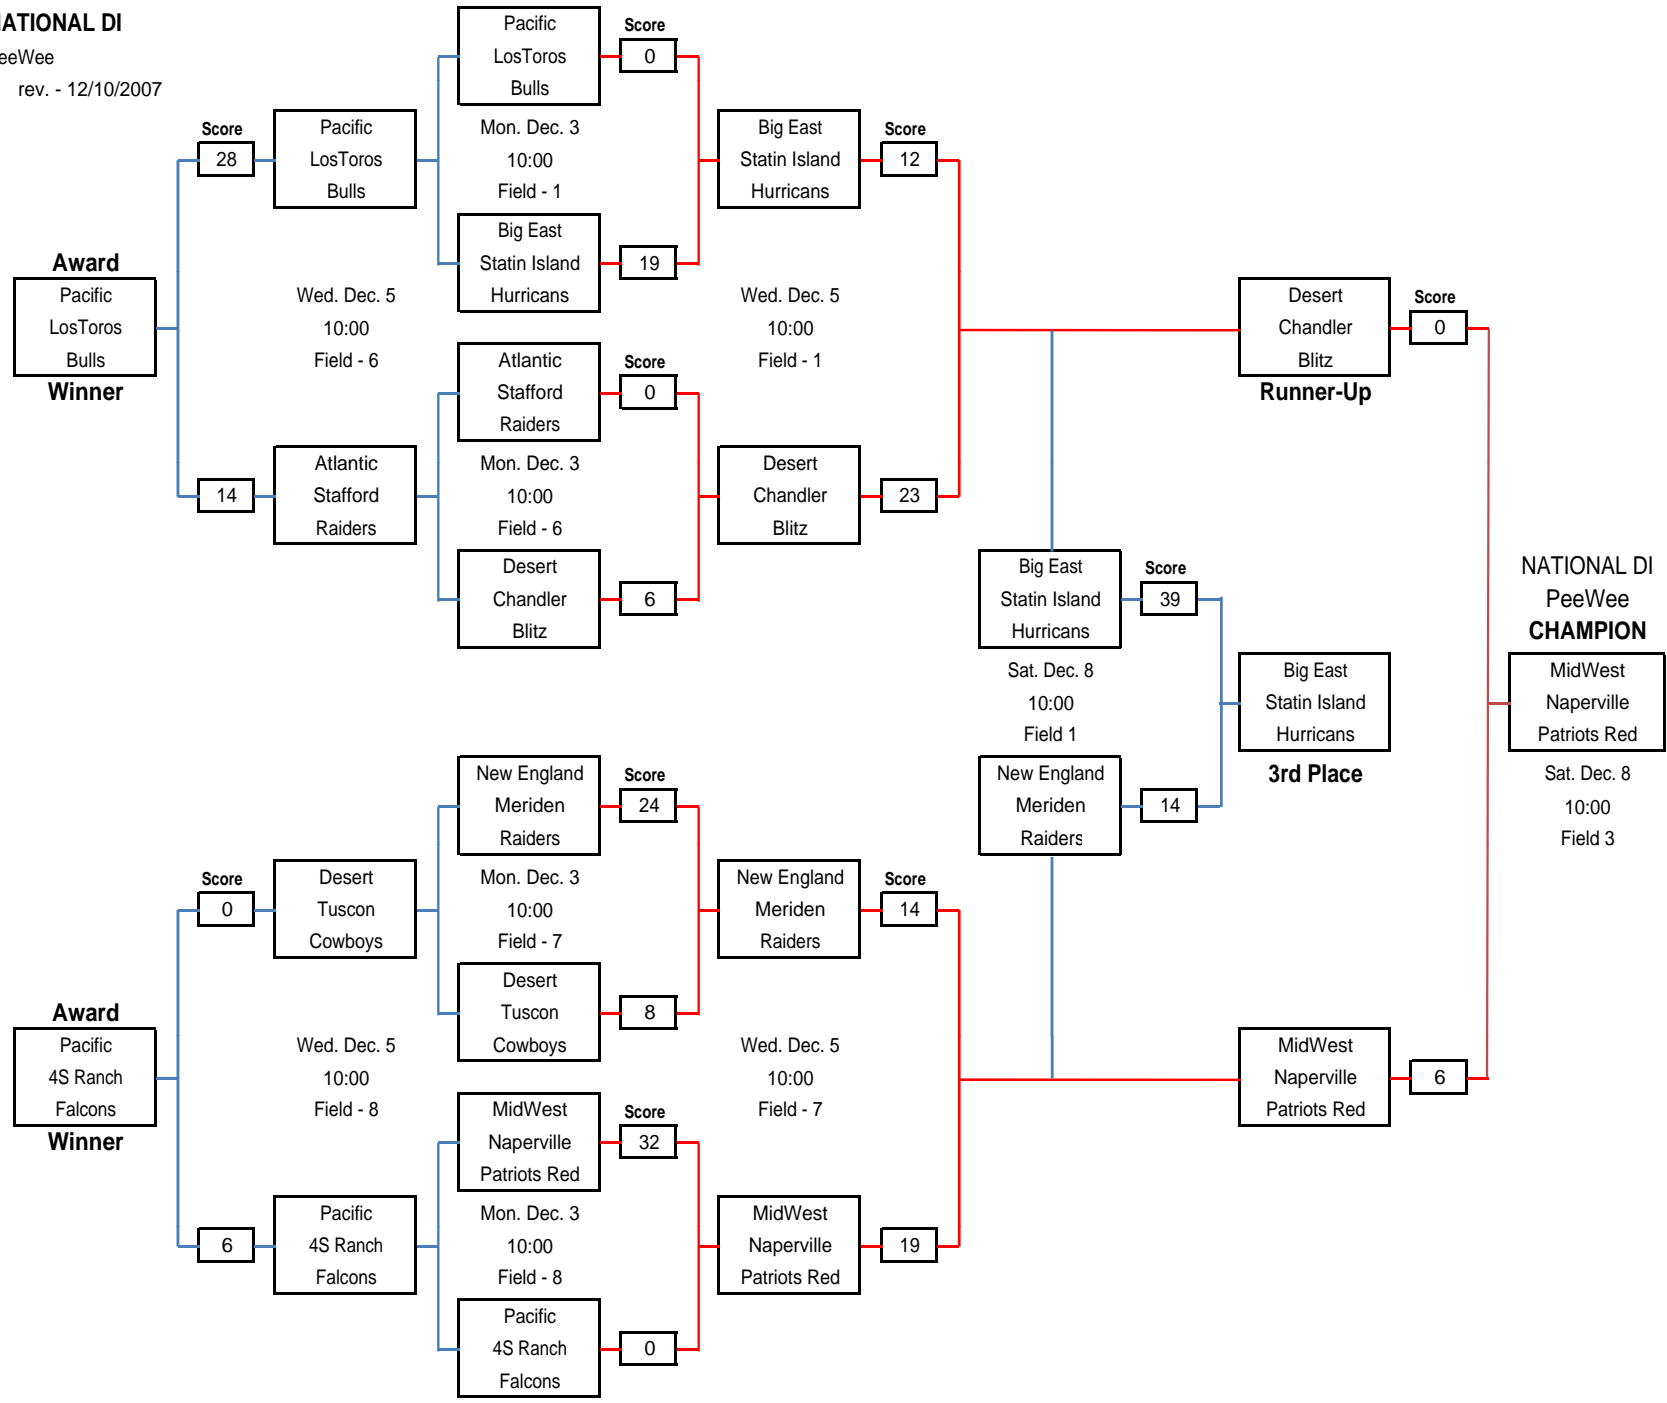 NATIONAL DI
PeeWee
rev. - 12/10/2007
Pacific
LosToros
Bulls
Score
0
Mon. Dec. 3
10:00
Field - 1
Big East
Statin Island
Hurricans
19
Score
28
Pacific
LosToros
Bulls
Big East
Statin Island
Hurricans
Score
12
Award
Pacific
LosToros
Bulls
Winner
Wed. Dec. 5
10:00
Field - 6
Wed. Dec. 5
10:00
Field - 1
Atlantic
Stafford
Raiders
Score
0
Mon. Dec. 3
10:00
Field - 6
Desert
Chandler
Blitz
6
14
Atlantic
Stafford
Raiders
Desert
Chandler
Blitz
23
Desert
Chandler
Blitz
Runner-Up
Score
0
Big East
Statin Island
Hurricans
Score
39
Sat. Dec. 8
10:00
Field 1
New England
Meriden
Raiders
14
Big East
Statin Island
Hurricans
3rd Place
NATIONAL DI
PeeWee
CHAMPION
MidWest
Naperville
Patriots Red
Sat. Dec. 8
10:00
Field 3
New England
Meriden
Raiders
Score
24
Mon. Dec. 3
10:00
Field - 7
Desert
Tuscon
Cowboys
8
Score
0
Desert
Tuscon
Cowboys
New England
Meriden
Raiders
Score
14
Award
Pacific
4S Ranch
Falcons
Winner
Wed. Dec. 5
10:00
Field - 8
Wed. Dec. 5
10:00
Field - 7
MidWest
Naperville
Patriots Red
6
MidWest
Naperville
Patriots Red
Score
32
Mon. Dec. 3
10:00
Field - 8
Pacific
4S Ranch
Falcons
0
6
Pacific
4S Ranch
Falcons
MidWest
Naperville
Patriots Red
19